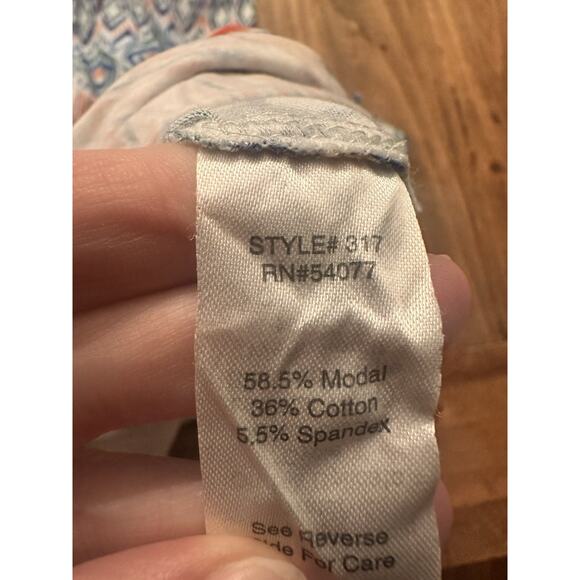 STYLE# 317
RN#54077
58.5% Modal
36% Cotton
5.5% Spandex
See Reverse
Side For Care